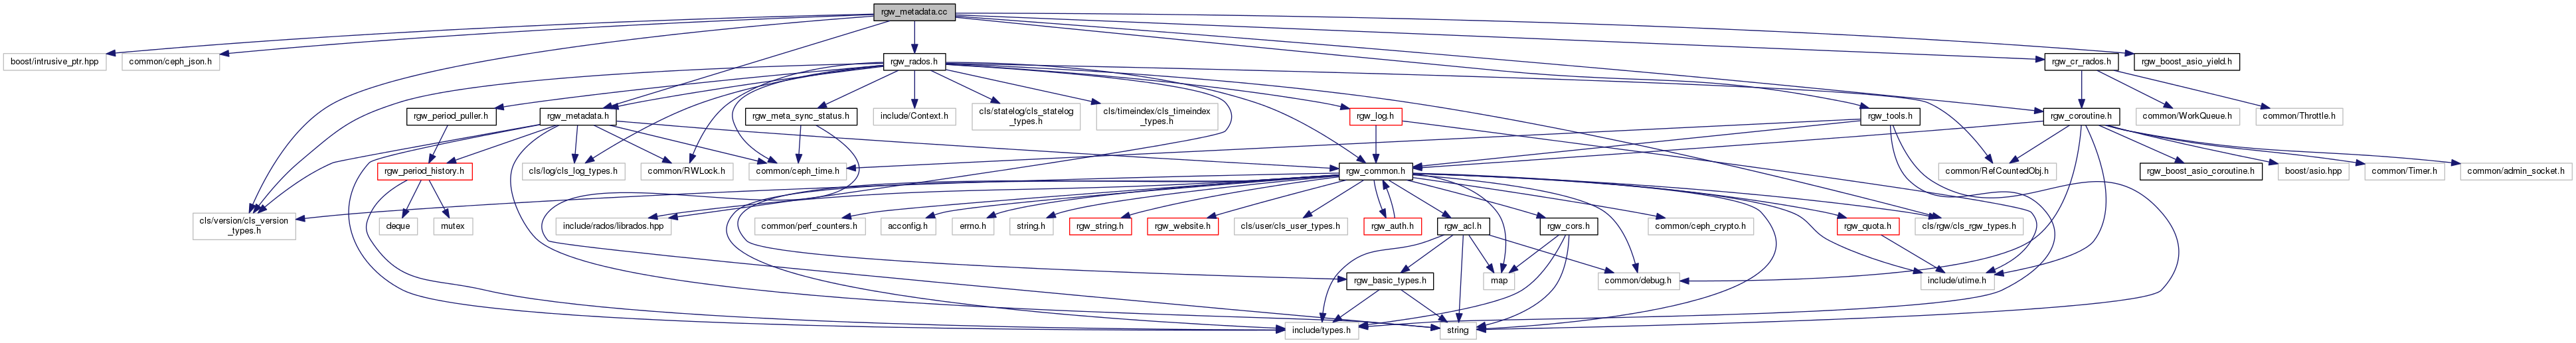 rgw_metadata.cc
boost/intrusive_ptr.hpp
common/ceph_json.h
rgw_rados.h
rgw_cr_rados.h
rgw_boost_asio_yield.h
rgw_period_puller.h
rgw_metadata.h
rgw_meta_sync_status.h
include/Context.h
cls/statelog/cls_statelog
_types.h
cls/timeindex/cls_timeindex
_types.h
rgw_log.h
rgw_tools.h
rgw_coroutine.h
common/WorkQueue.h
common/Throttle.h
rgw_period_history.h
cls/log/cls_log_types.h
common/RWLock.h
common/ceph_time.h
rgw_common.h
common/RefCountedObj.h
rgw_boost_asio_coroutine.h
boost/asio.hpp
common/Timer.h
common/admin_socket.h
cls/version/cls_version
_types.h
deque
mutex
include/rados/librados.hpp
common/perf_counters.h
acconfig.h
errno.h
string.h
rgw_string.h
rgw_website.h
cls/user/cls_user_types.h
rgw_auth.h
rgw_acl.h
rgw_cors.h
common/ceph_crypto.h
rgw_quota.h
cls/rgw/cls_rgw_types.h
rgw_basic_types.h
map
common/debug.h
include/utime.h
include/types.h
string